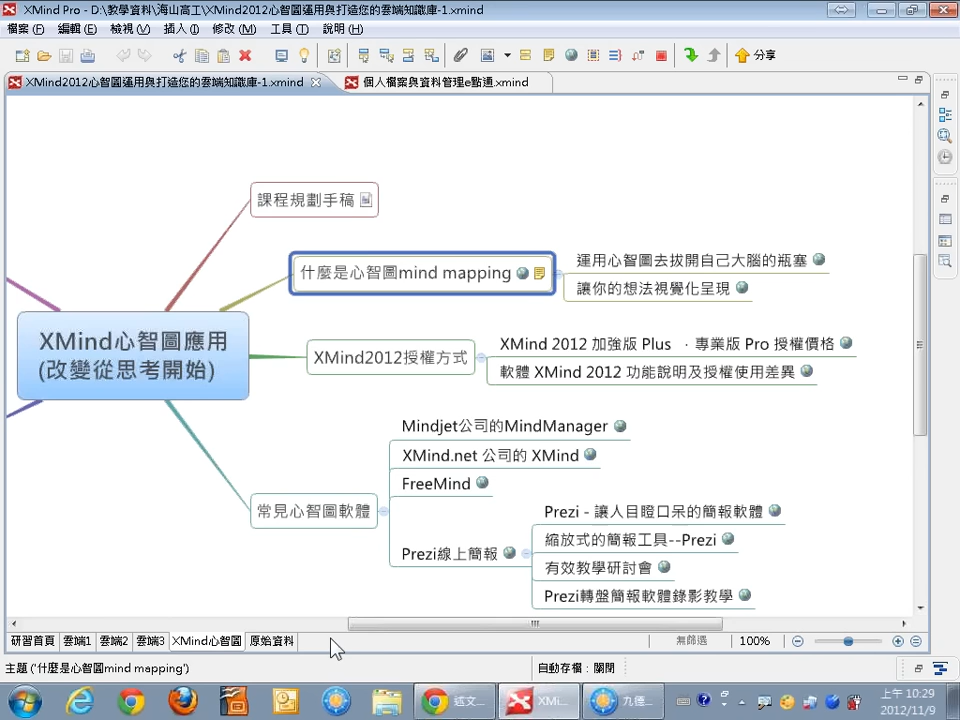 XMind Pro - D:\教學資料\海山高工\XMind2012心智圖運用與打造您的雲端知識庫-1.xmind
檔案 (F) 編輯 (E) 檢視 (V) 插入 (I) 修改 (M) 工具 (T) 說明 (H)
分享
XMind2012心智圖運用與打造您的雲端知識庫-1.xmind
個人檔案與資料管理e點通.xmind
課程規劃手稿
什麼是心智圖mind mapping
運用心智圖去拔開自己大腦的瓶塞
讓你的想法視覺化呈現
XMind心智圖應用
(改變從思考開始)
XMind2012授權方式
XMind 2012 加強版 Plus ‧專業版 Pro 授權價格
軟體 XMind 2012 功能說明及授權使用差異
常見心智圖軟體
Mindjet公司的MindManager
XMind.net 公司的 XMind
FreeMind
Prezi線上簡報
Prezi - 讓人目瞪口呆的簡報軟體
縮放式的簡報工具--Prezi
有效教學研討會
Prezi轉盤簡報軟體錄影教學
研習首頁 雲端1 雲端2 雲端3 XMind心智圖 原始資料
無篩選 100%
主題 ('什麼是心智圖mind mapping')
自動存檔：關閉
述文...
XMi...
九德...
上午 10:29
2012/11/9